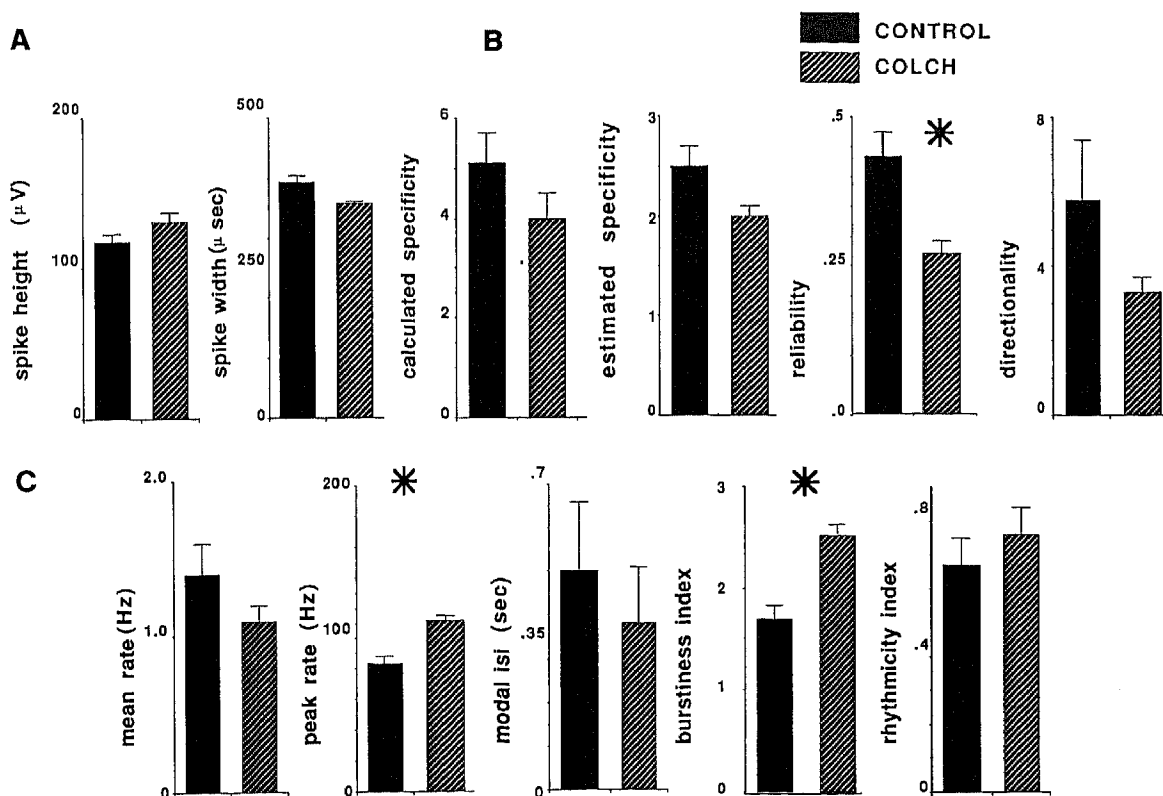 A
B
CONTROL
COLCH
200
100
0
spike height (μV)
500
250
0
spike width (μ sec)
6
5
4
3
2
1
0
calculated specificity
3
2
1
0
estimated specificity
.5
.25
.0
reliability
8
4
0
directionality
C
2.0
1.0
0
mean rate (Hz)
200
100
0
peak rate (Hz)
.7
.35
0
modal isi (sec)
3
2
1
0
burstiness index
.8
.4
0
rhythmicity index